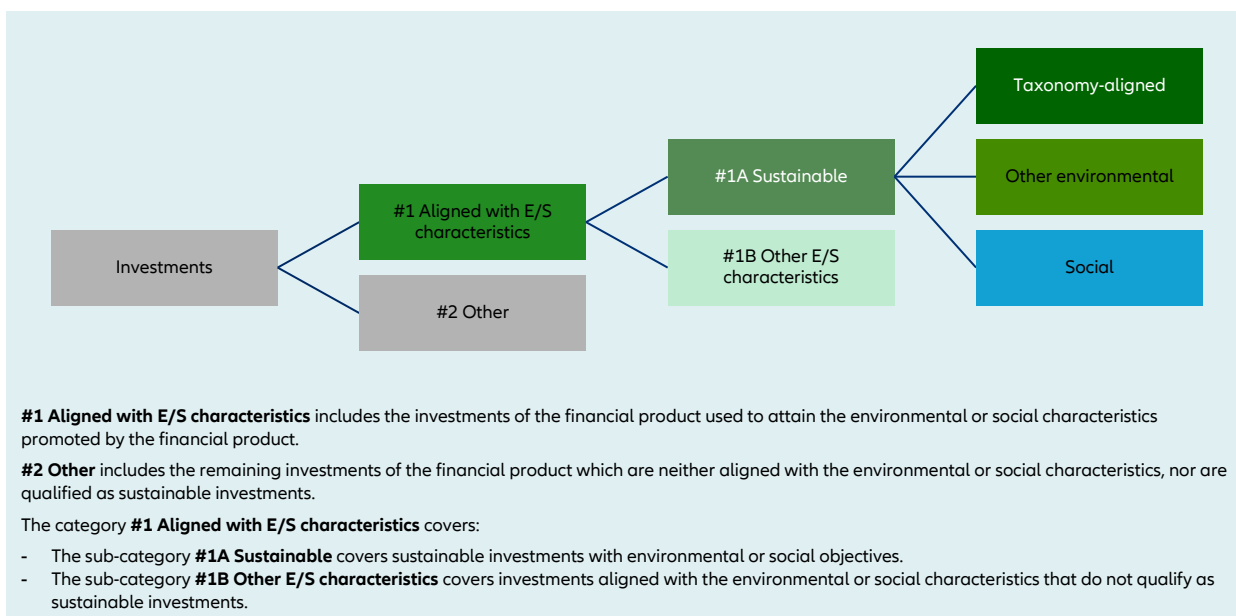 Taxonomy-aligned
#1A Sustainable
Other environmental
#1 Aligned with E/S
characteristics
Investments
#1B Other E/S
characteristics
Social
#2 Other
#1 Aligned with E/S characteristics includes the investments of the financial product used to attain the environmental or social characteristics
promoted by the financial product.
#2 Other includes the remaining investments of the financial product which are neither aligned with the environmental or social characteristics, nor are
qualified as sustainable investments.
The category #1 Aligned with E/S characteristics covers:
- The sub-category #1A Sustainable covers sustainable investments with environmental or social objectives.
- The sub-category #1B Other E/S characteristics covers investments aligned with the environmental or social characteristics that do not qualify as
sustainable investments.